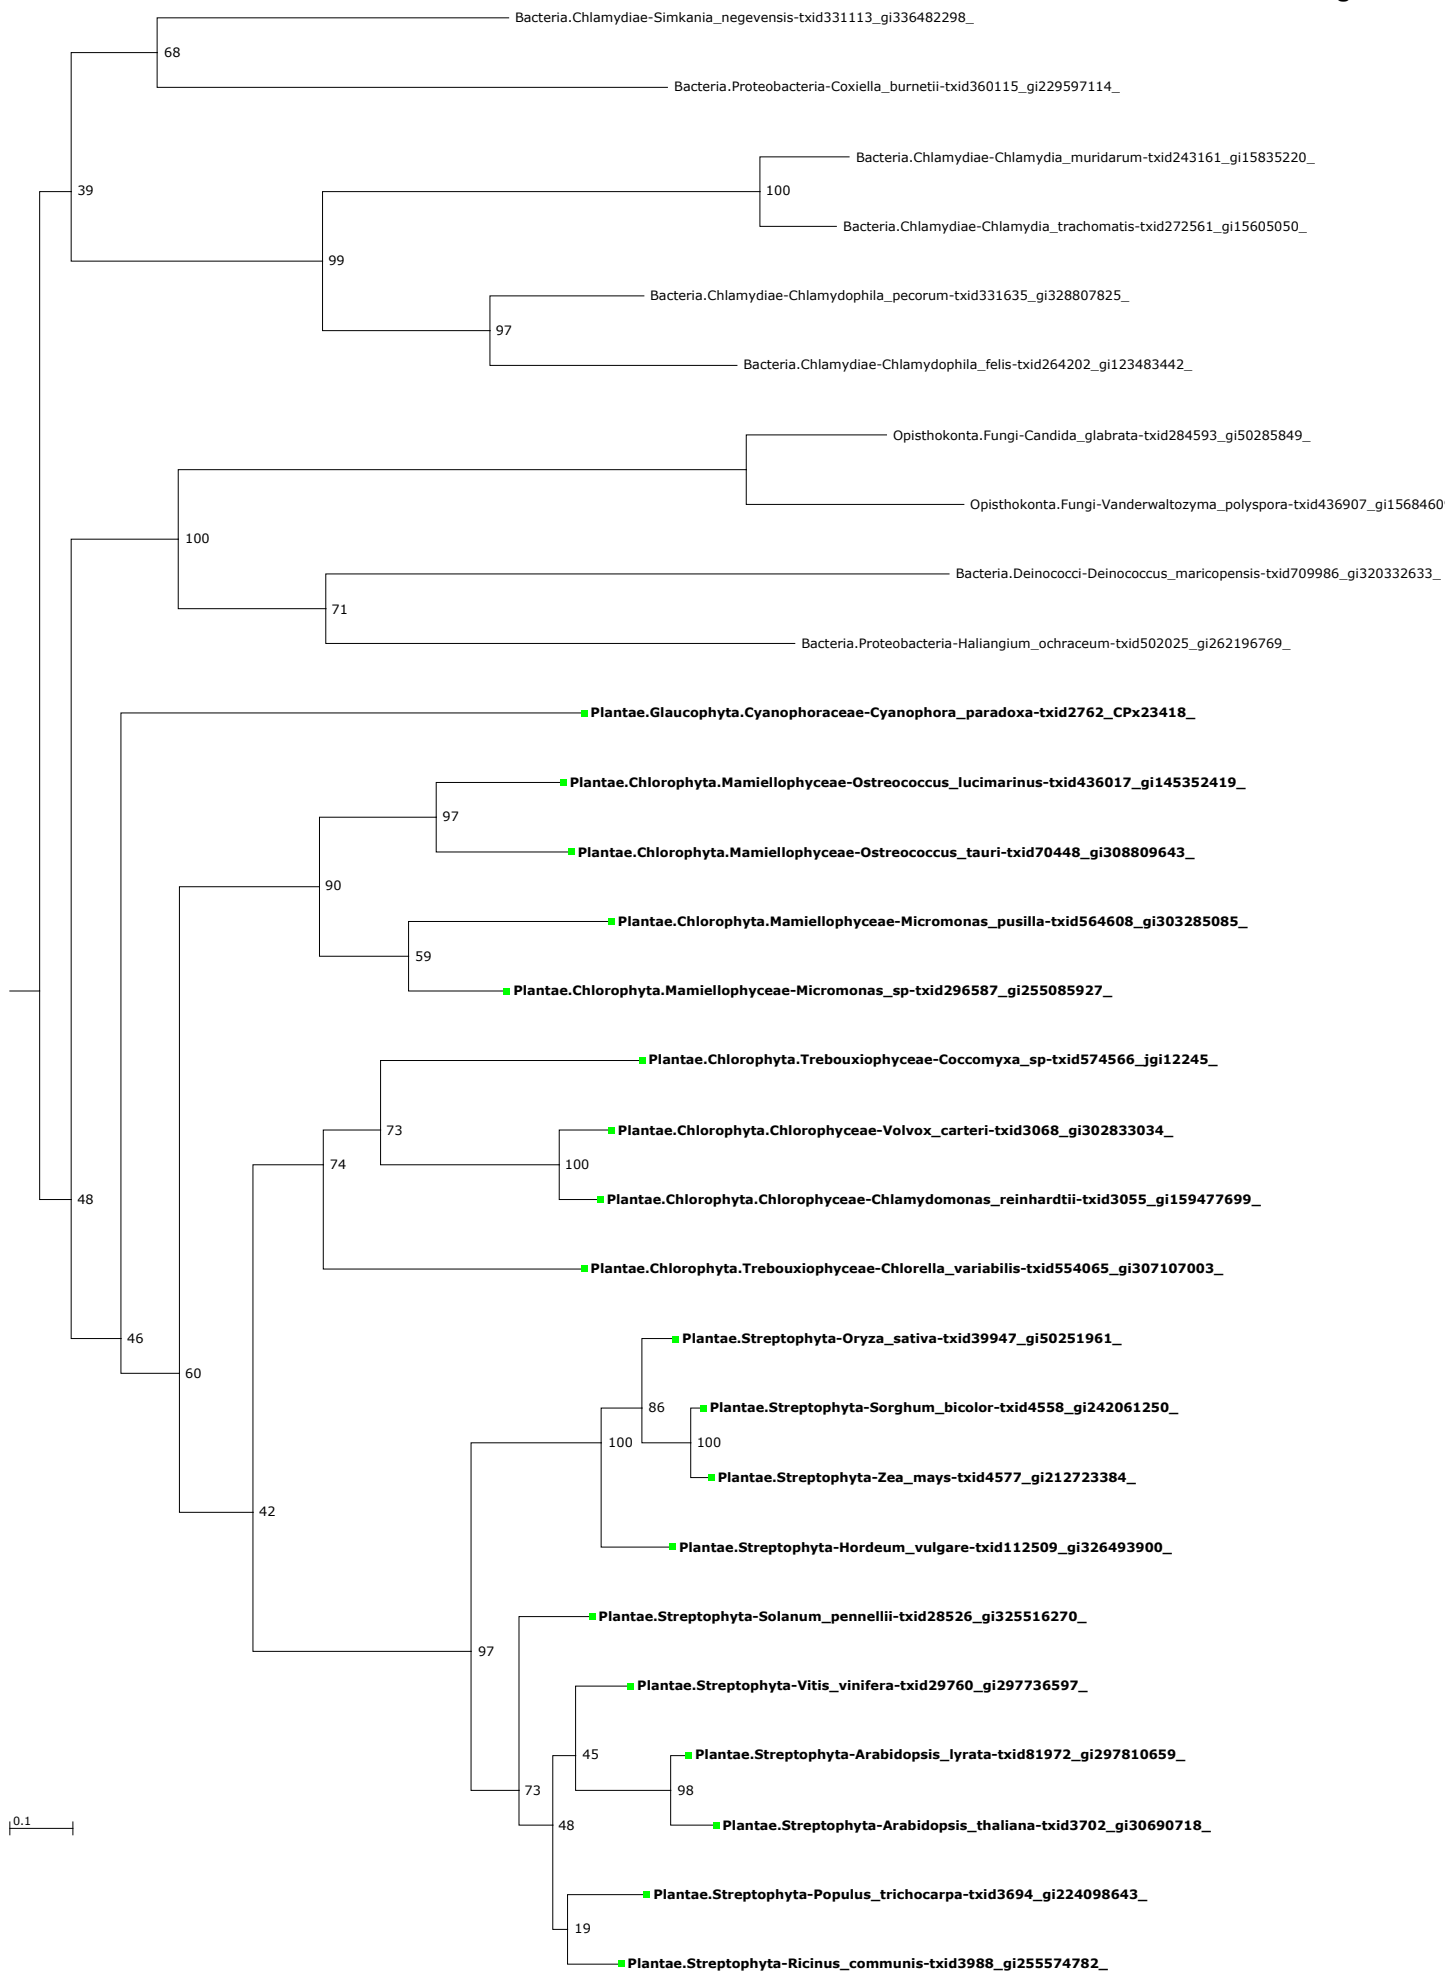 Bacteria.Chlamydiae-Simkania_negevensis-txid331113_gi336482298_
68
Bacteria.Proteobacteria-Coxiella_burnetii-txid360115_gi229597114_
Bacteria.Chlamydiae-Chlamydia_muridarum-txid243161_gi15835220_
39
100
Bacteria.Chlamydiae-Chlamydia_trachomatis-txid272561_gi15605050_
99
Bacteria.Chlamydiae-Chlamydophila_pecorum-txid331635_gi328807825_
97
Bacteria.Chlamydiae-Chlamydophila_felis-txid264202_gi123483442_
Opisthokonta.Fungi-Candida_glabrata-txid284593_gi50285849_
Opisthokonta.Fungi-Vanderwaltozyma_polyspora-txid436907_gi1568460
100
Bacteria.Deinococci-Deinococcus_maricopensis-txid709986_gi320332633_
71
Bacteria.Proteobacteria-Haliangium_ochraceum-txid502025_gi262196769_
Plantae.Glaucophyta.Cyanophoraceae-Cyanophora_paradoxa-txid2762_CPx23418_
Plantae.Chlorophyta.Mamiellophyceae-Ostreococcus_lucimarinus-txid436017_gi145352419_
97
Plantae.Chlorophyta.Mamiellophyceae-Ostreococcus_tauri-txid70448_gi308809643_
90
Plantae.Chlorophyta.Mamiellophyceae-Micromonas_pusilla-txid564608_gi303285085_
59
Plantae.Chlorophyta.Mamiellophyceae-Micromonas_sp-txid296587_gi255085927_
Plantae.Chlorophyta.Trebouxiophyceae-Coccomyxa_sp-txid574566_jgi12245_
73
Plantae.Chlorophyta.Chlorophyceae-Volvox_carteri-txid3068_gi302833034_
74
100
48
Plantae.Chlorophyta.Chlorophyceae-Chlamydomonas_reinhardtii-txid3055_gi159477699_
Plantae.Chlorophyta.Trebouxiophyceae-Chlorella_variabilis-txid554065_gi307107003_
46
Plantae.Streptophyta-Oryza_sativa-txid39947_gi50251961_
60
86
Plantae.Streptophyta-Sorghum_bicolor-txid4558_gi242061250_
100
100
Plantae.Streptophyta-Zea_mays-txid4577_gi212723384_
42
Plantae.Streptophyta-Hordeum_vulgare-txid112509_gi326493900_
Plantae.Streptophyta-Solanum_pennellii-txid28526_gi325516270_
97
Plantae.Streptophyta-Vitis_vinifera-txid29760_gi297736597_
45
Plantae.Streptophyta-Arabidopsis_lyrata-txid81972_gi297810659_
73
98
0.1
48
Plantae.Streptophyta-Arabidopsis_thaliana-txid3702_gi30690718_
Plantae.Streptophyta-Populus_trichocarpa-txid3694_gi224098643_
19
Plantae.Streptophyta-Ricinus_communis-txid3988_gi255574782_